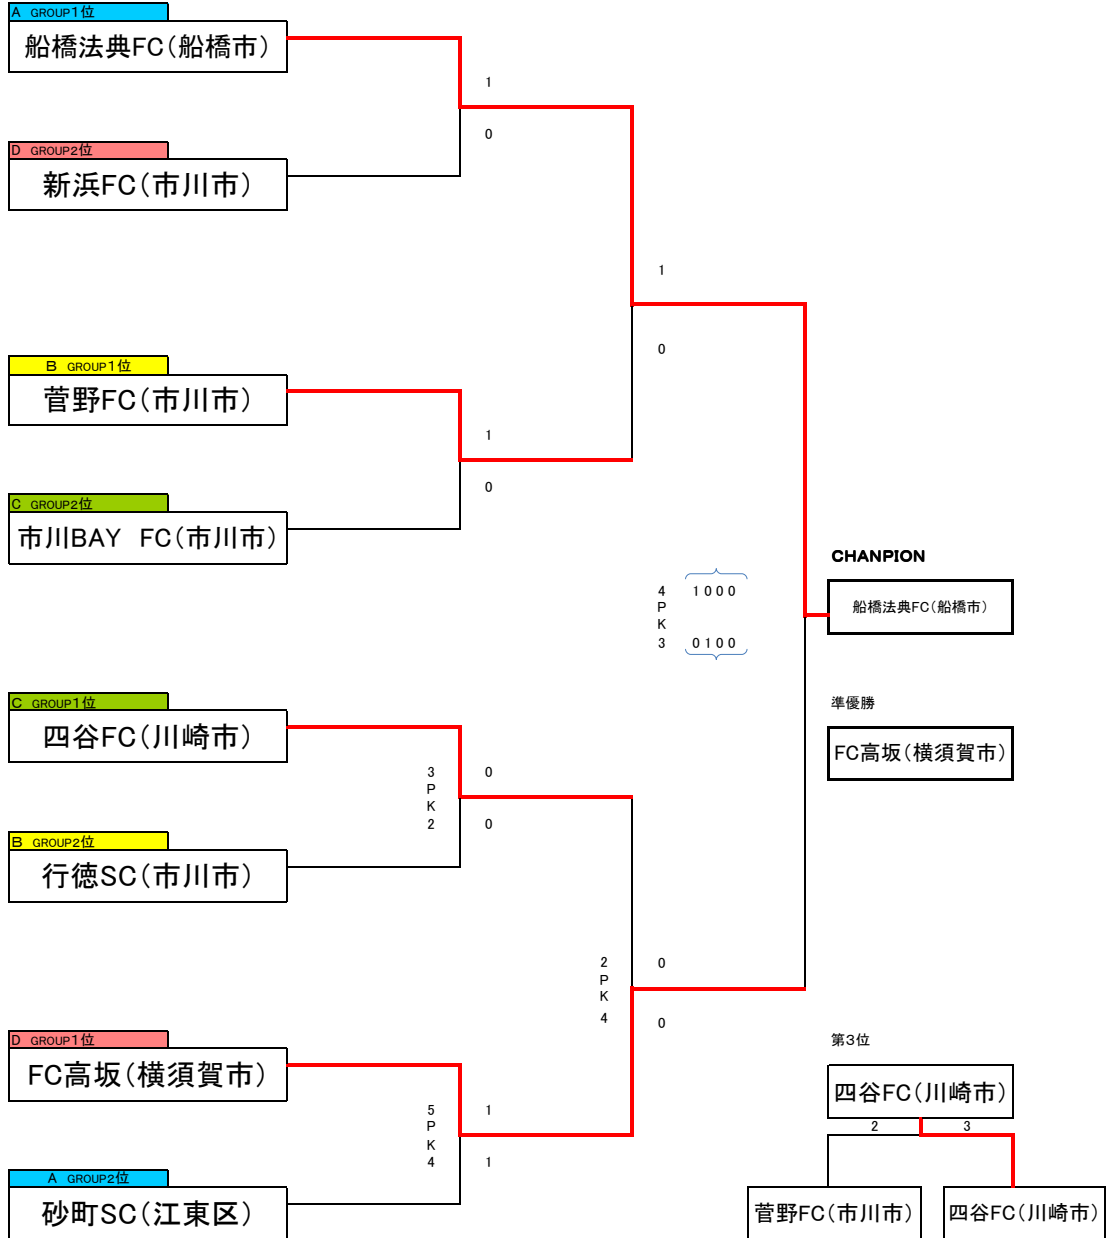 A GROUP1位
船橋法典FC(船橋市)
1
0
D GROUP2位
新浜FC(市川市)
1
0
B GROUP1位
菅野FC(市川市)
1
0
C GROUP2位
市川BAY FC(市川市)
CHANPION
船橋法典FC(船橋市)
4 PK 3
1000
0100
準優勝
FC高坂(横須賀市)
C GROUP1位
四谷FC(川崎市)
3 PK 2
0
0
B GROUP2位
行徳SC(市川市)
2 PK 4
0
0
D GROUP1位
FC高坂(横須賀市)
5 PK 4
1
1
A GROUP2位
砂町SC(江東区)
第3位
四谷FC(川崎市)
2 3
菅野FC(市川市) 四谷FC(川崎市)